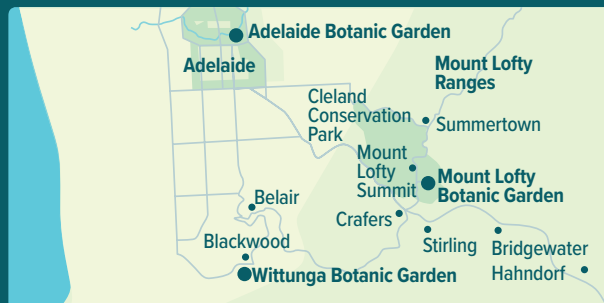 Adelaide Botanic Garden
Adelaide
Mount Lofty
Ranges
Cleland
Conservation
Park
Summertown
Mount
Lofty
Summit
Mount Lofty
Botanic Garden
Belair
Crafers
Stirling
Bridgewater
Blackwood
Hahndorf
Wittunga Botanic Garden